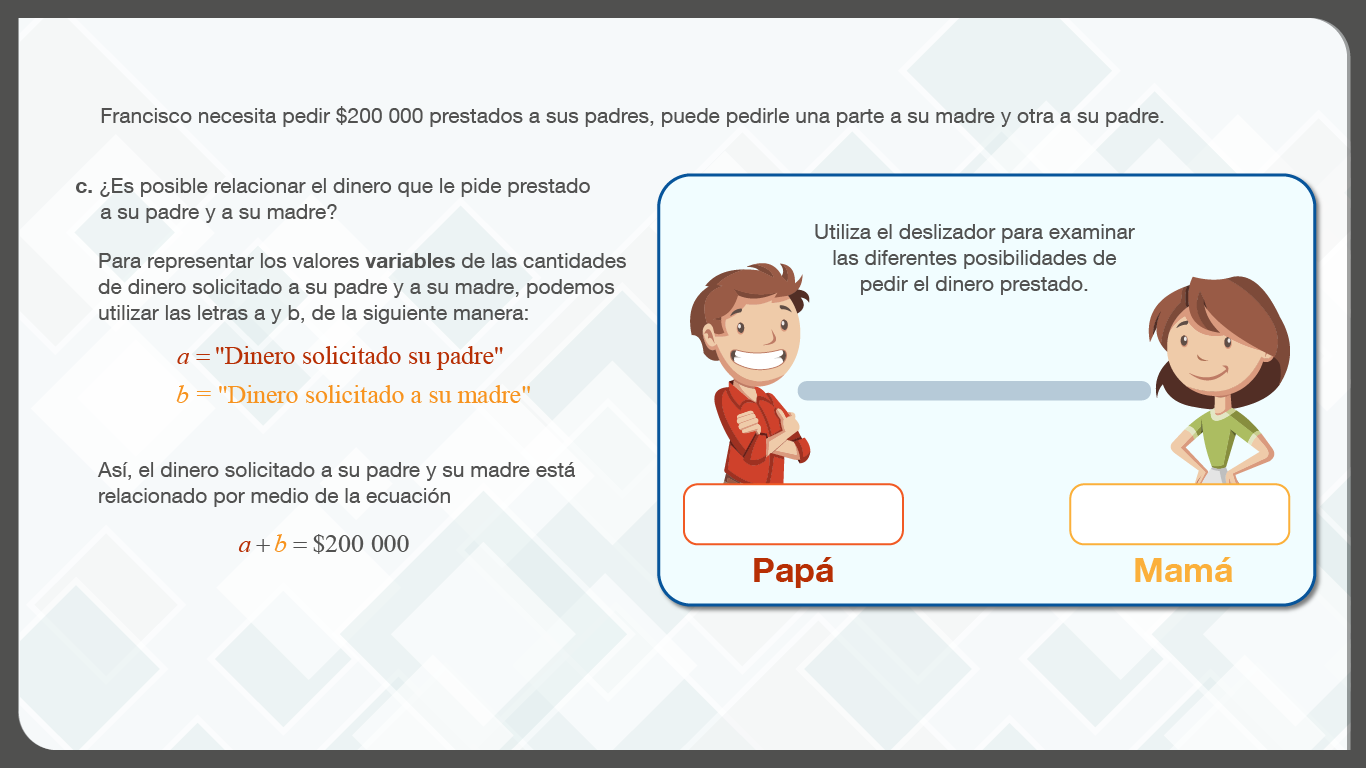 Francisco necesita pedir $200 000 prestados a sus padres, puede pedirle una parte a su madre y otra a su padre.
c. ¿Es posible relacionar el dinero que le pide prestado
a su padre y a su madre?
Para representar los valores variables de las cantidades
de dinero solicitado a su padre y a su madre, podemos
utilizar las letras a y b, de la siguiente manera:
a = "Dinero solicitado su padre"
b = "Dinero solicitado a su madre"
Así, el dinero solicitado a su padre y su madre está
relacionado por medio de la ecuación
a + b = $200 000
Utiliza el deslizador para examinar
las diferentes posibilidades de
pedir el dinero prestado.
Papá
Mamá